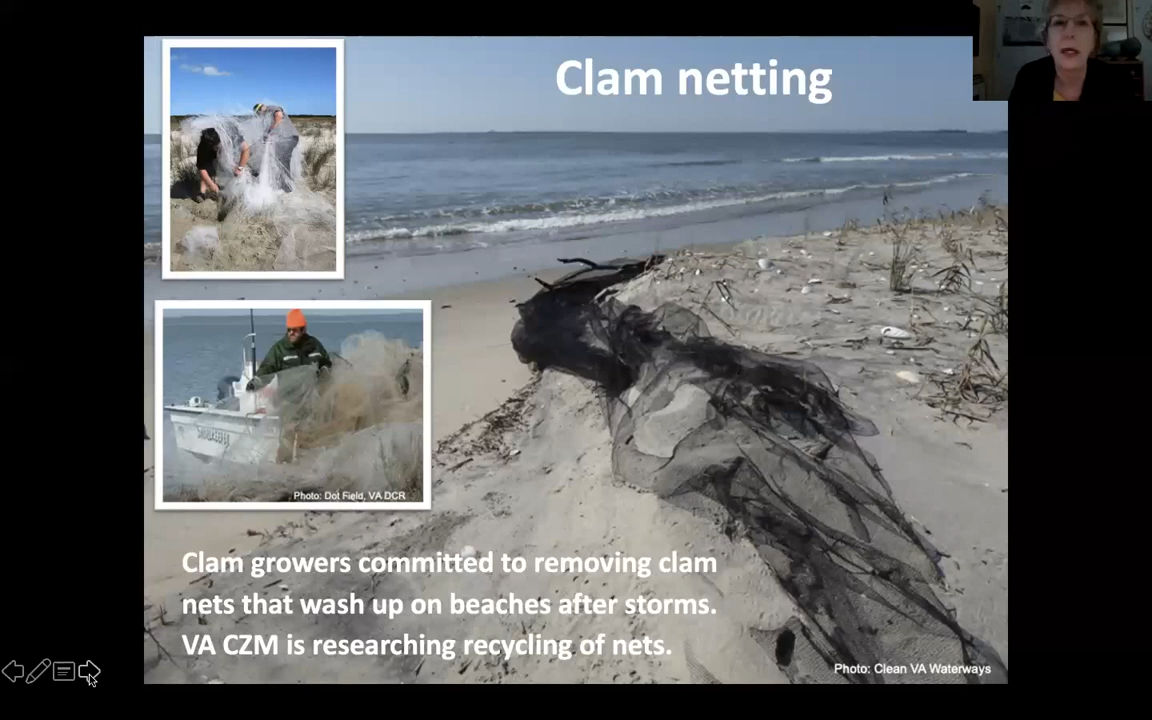 Clam netting
Photo: Dot Field, VA DCR
Clam growers committed to removing clam
nets that wash up on beaches after storms.
VA CZM is researching recycling of nets.
Photo: Clean VA Waterways